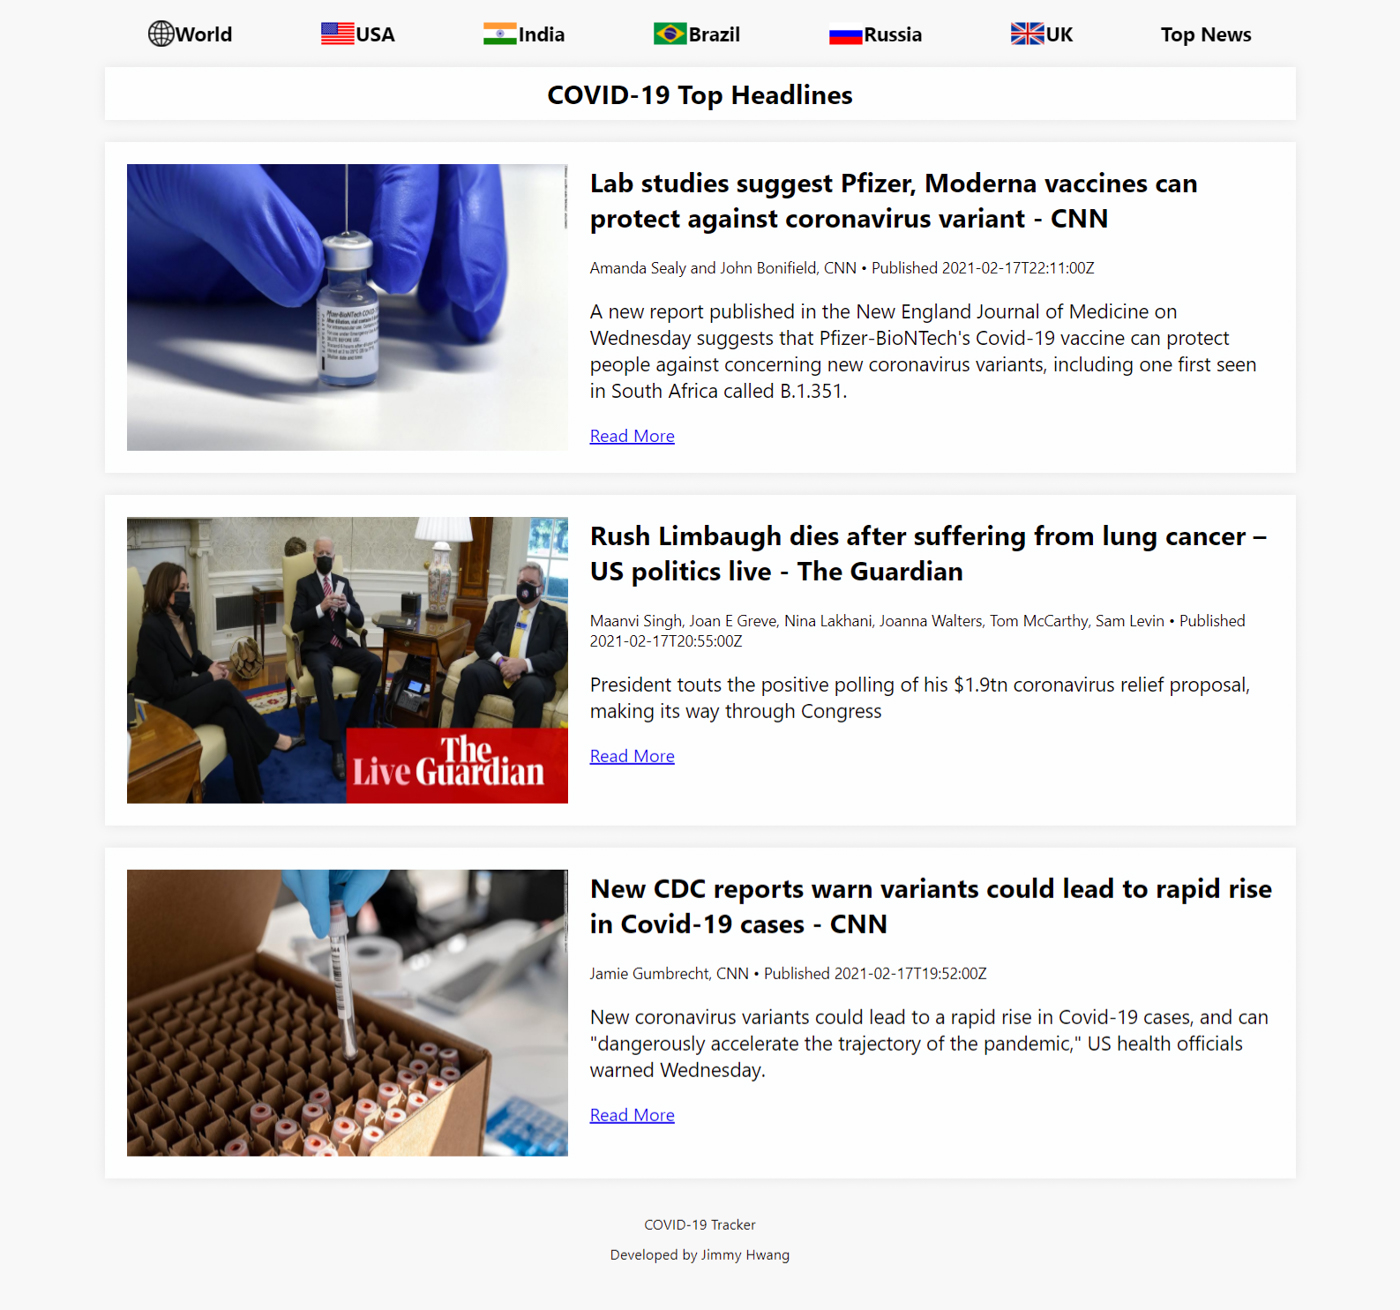 World USA India Brazil Russia UK Top News
COVID-19 Top Headlines
Lab studies suggest Pfizer, Moderna vaccines can
protect against coronavirus variant - CNN
Amanda Sealy and John Bonifield, CNN • Published 2021-02-17T22:11:00Z
A new report published in the New England Journal of Medicine on
Wednesday suggests that Pfizer-BioNTech's Covid-19 vaccine can protect
people against concerning new coronavirus variants, including one first seen
in South Africa called B.1.351.
Read More
The
Live Guardian
Rush Limbaugh dies after suffering from lung cancer –
US politics live - The Guardian
Maanvi Singh, Joan E Greve, Nina Lakhani, Joanna Walters, Tom McCarthy, Sam Levin • Published
2021-02-17T20:55:00Z
President touts the positive polling of his $1.9tn coronavirus relief proposal,
making its way through Congress
Read More
New CDC reports warn variants could lead to rapid rise
in Covid-19 cases - CNN
Jamie Gumbrecht, CNN • Published 2021-02-17T19:52:00Z
New coronavirus variants could lead to a rapid rise in Covid-19 cases, and can
"dangerously accelerate the trajectory of the pandemic," US health officials
warned Wednesday.
Read More
COVID-19 Tracker
Developed by Jimmy Hwang